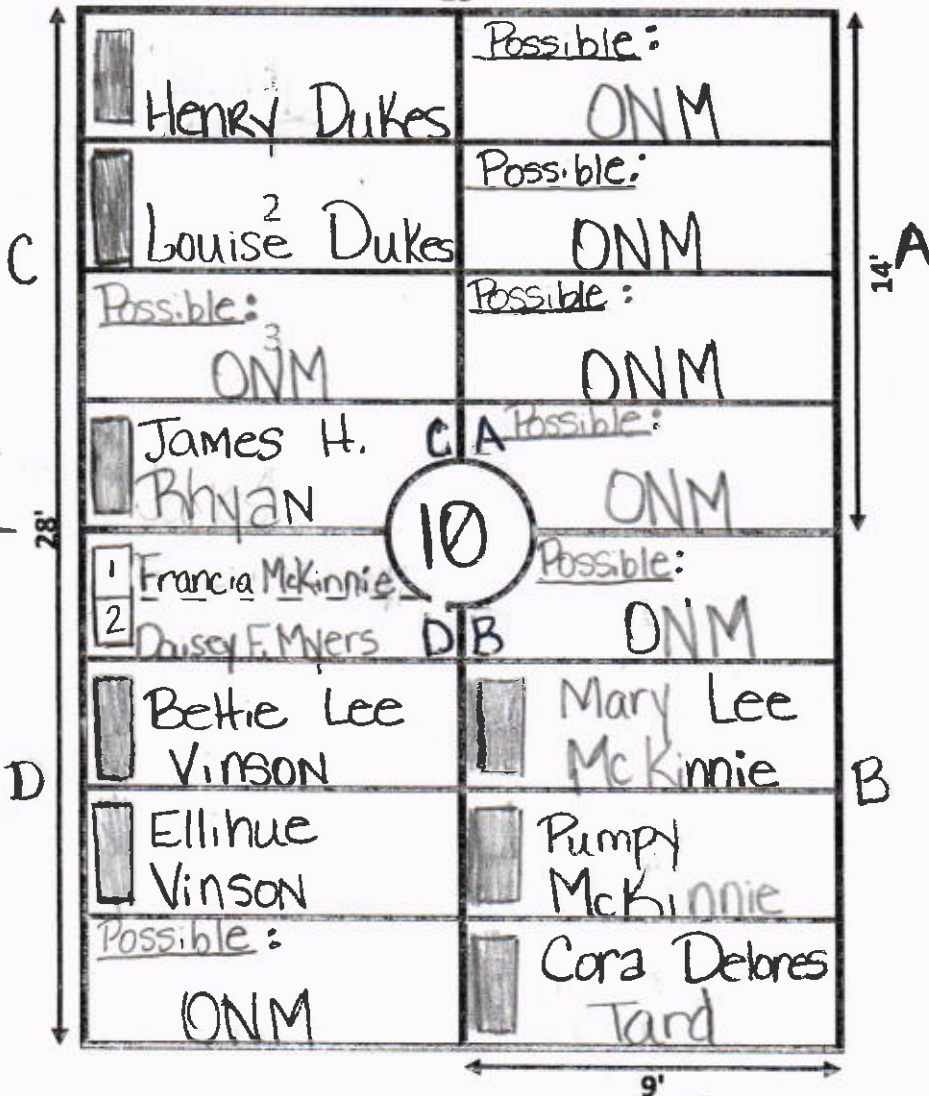 Possible:
Henry Dukes
ONM
1
2
Louise Dukes
Possible:
ONM
C
A
14'
Possible:
3
ONM
Possible:
ONM
James H.
Rhyan
C A
Possible:
ONM
10
28'
1 Francia McKinnie
2 Dousey F. Myers
D B
Possible:
ONM
Bettie Lee
Vinson
Mary Lee
McKinnie
D
B
Ellihue
Vinson
Pumpy
McKinnie
Possible:
ONM
Cora Delores
Tard
9'